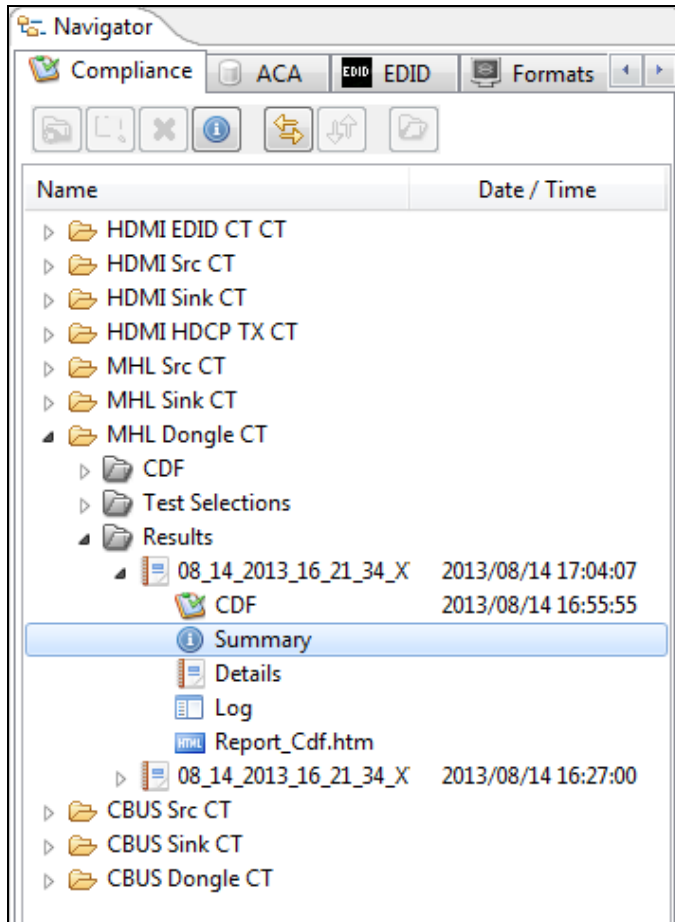 Navigator
Compliance ACA EDID EDID Formats
Name Date / Time
HDMI EDID CT CT
HDMI Src CT
HDMI Sink CT
HDMI HDCP TX CT
MHL Src CT
MHL Sink CT
MHL Dongle CT
CDF
Test Selections
Results
08_14_2013_16_21_34_X 2013/08/14 17:04:07
CDF 2013/08/14 16:55:55
Summary
Details
Log
HTML Report_Cdf.htm
08_14_2013_16_21_34_X 2013/08/14 16:27:00
CBUS Src CT
CBUS Sink CT
CBUS Dongle CT